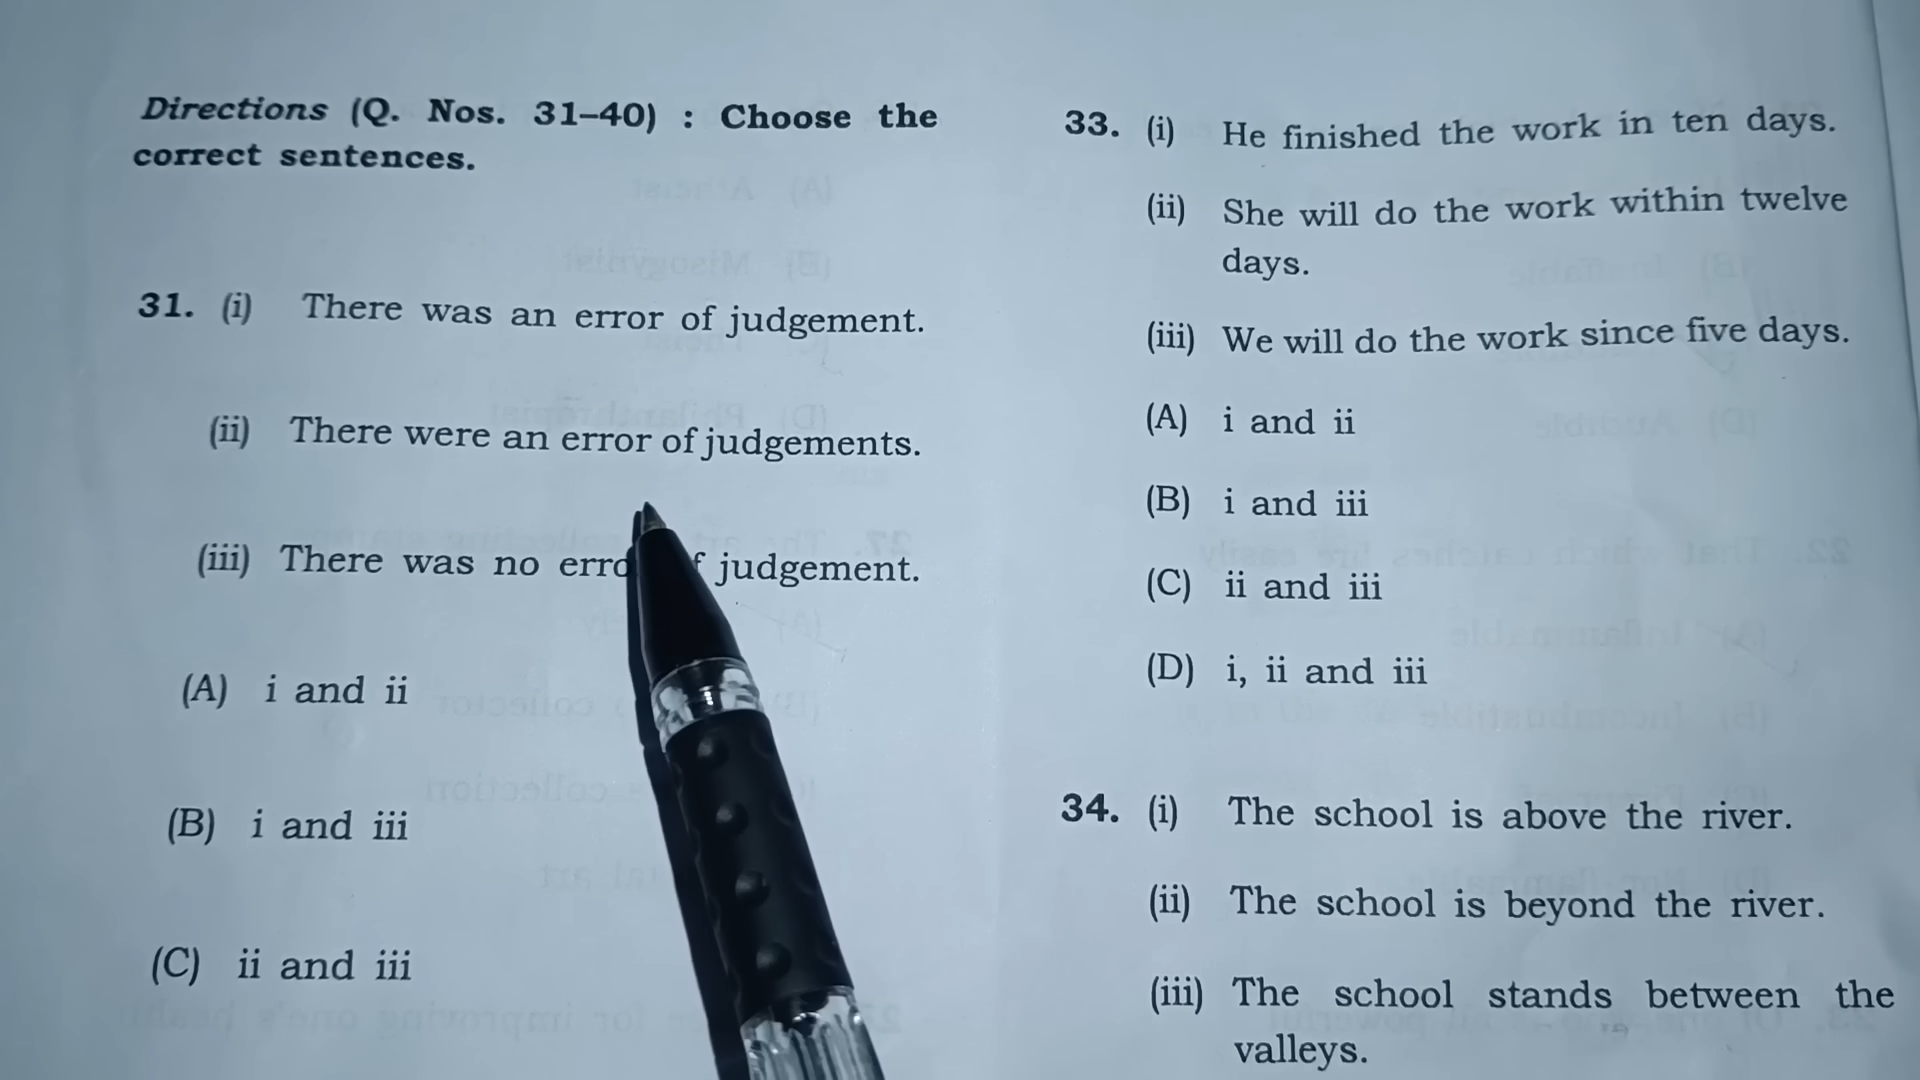 Directions (Q. Nos. 31–40) : Choose the
correct sentences.
31. (i) There was an error of judgement.
(ii) There were an error of judgements.
(iii) There was no judgement.
(A) i and ii
(B) i and iii
(C) ii and iii
33. (i) He finished the work in ten days.
(ii) She will do the work within twelve
days.
(iii) We will do the work since five days.
(A) i and ii
(B) i and iii
(C) ii and iii
(D) i, ii and iii
34. (i) The school is above the river.
(ii) The school is beyond the river.
(iii) The school stands between the
valleys.